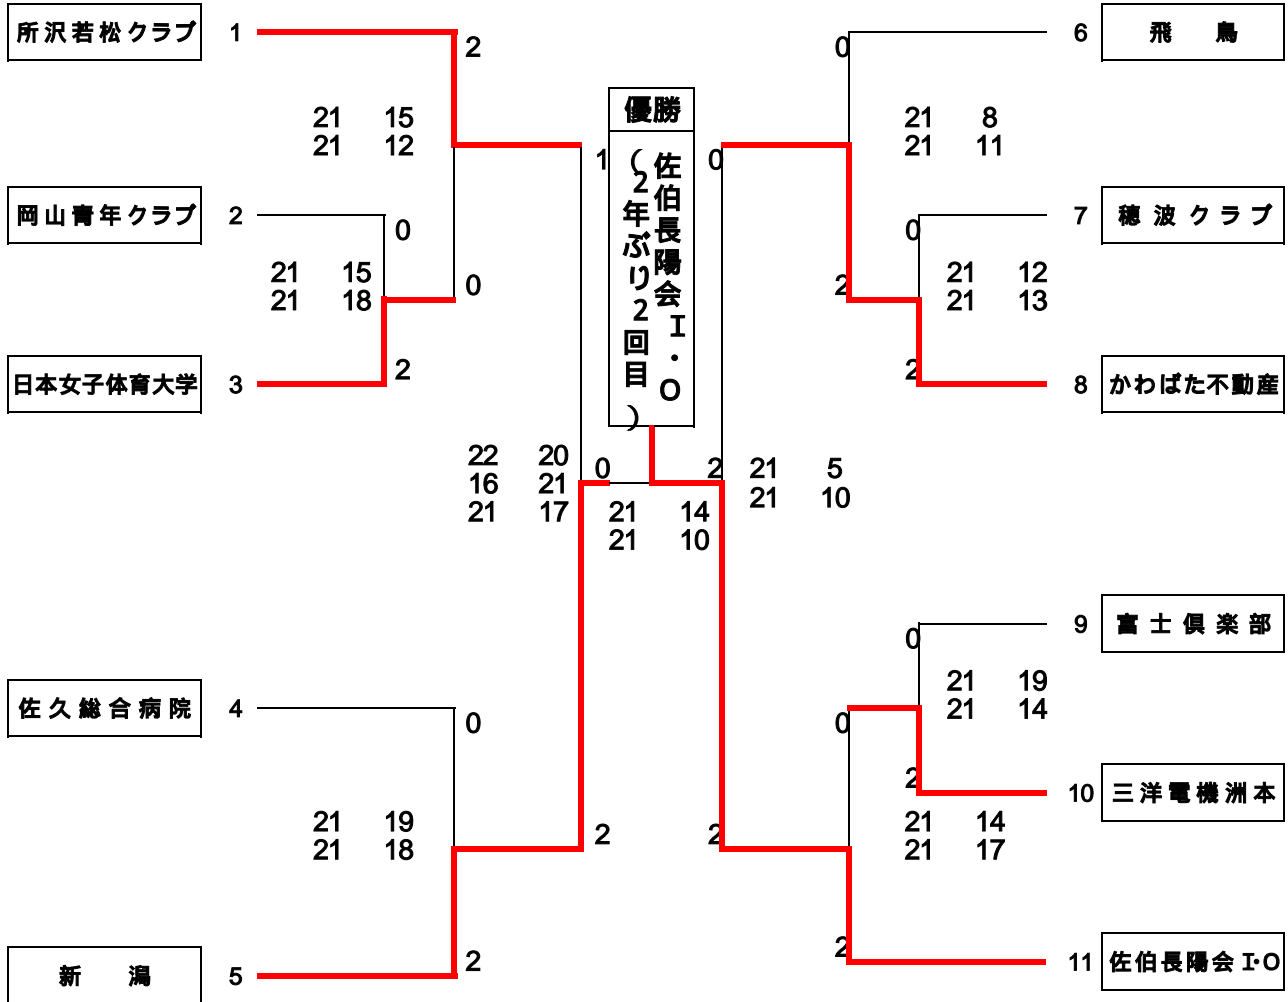 所沢若松クラブ 1
2
21 15
21 12
岡山青年クラブ 2
0
21 15
21 18
0
日本女子体育大学 3
2
1
22 20
16 21
21 17
佐久総合病院 4
0
21 19
21 18
2
新潟 5
2
優勝
佐伯長陽会I・O
(2年ぶり2回目)
0 2
21 14
21 10
0
6 飛鳥
21 8
21 11
0
7 穂波クラブ
0
21 12
21 13
2
2
8 かわばた不動産
21 5
21 10
9 富士倶楽部
0
21 19
21 14
0
2
10 三洋電機洲本
21 14
21 17
2
2
11 佐伯長陽会I・O